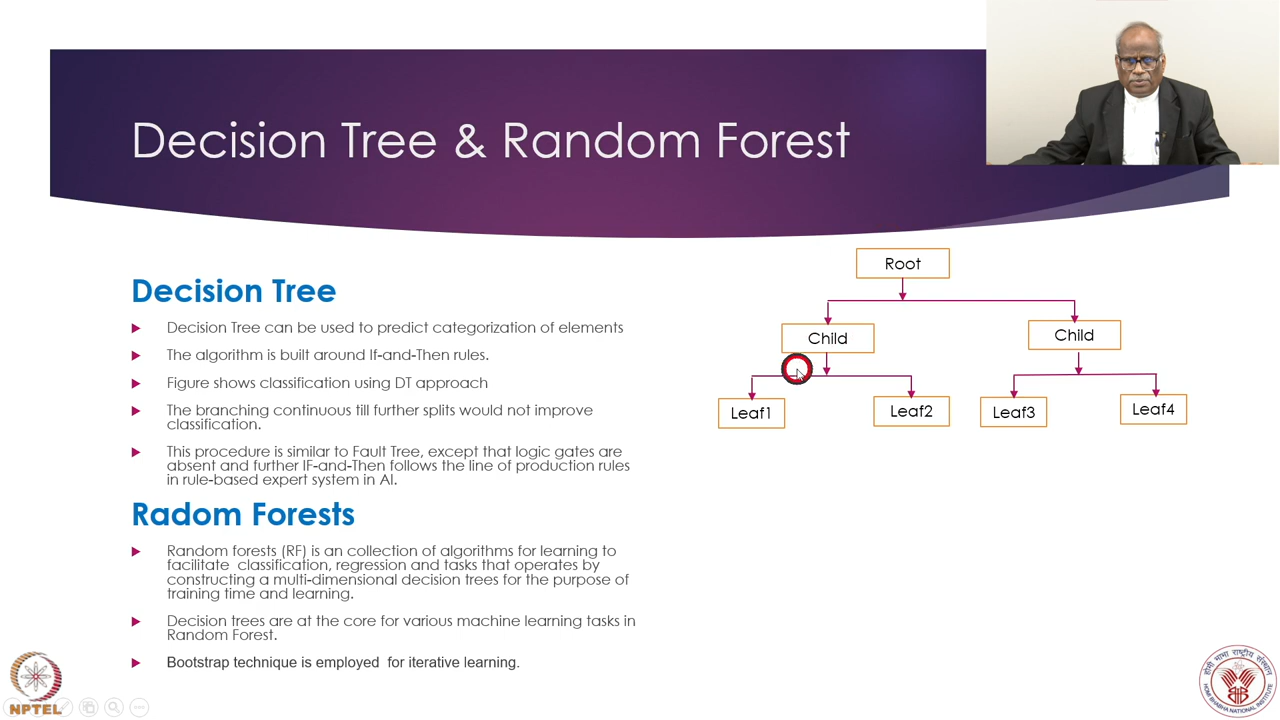 Decision Tree & Random Forest
Decision Tree
Decision Tree can be used to predict categorization of elements
The algorithm is built around If-and-Then rules.
Figure shows classification using DT approach
The branching continuous till further splits would not improve
classification.
This procedure is similar to Fault Tree, except that logic gates are
absent and further IF-and-Then follows the line of production rules
in rule-based expert system in AI.
Radom Forests
Random forests (RF) is an collection of algorithms for learning to
facilitate classification, regression and tasks that operates by
constructing a multi-dimensional decision trees for the purpose of
training time and learning.
Decision trees are at the core for various machine learning tasks in
Random Forest.
Bootstrap technique is employed for iterative learning.
Root
Child
Child
Leaf1
Leaf2
Leaf3
Leaf4
NPTEL
होमी भाभा राष्ट्रीय संस्थान
HOMI BHABHA NATIONAL INSTITUTE